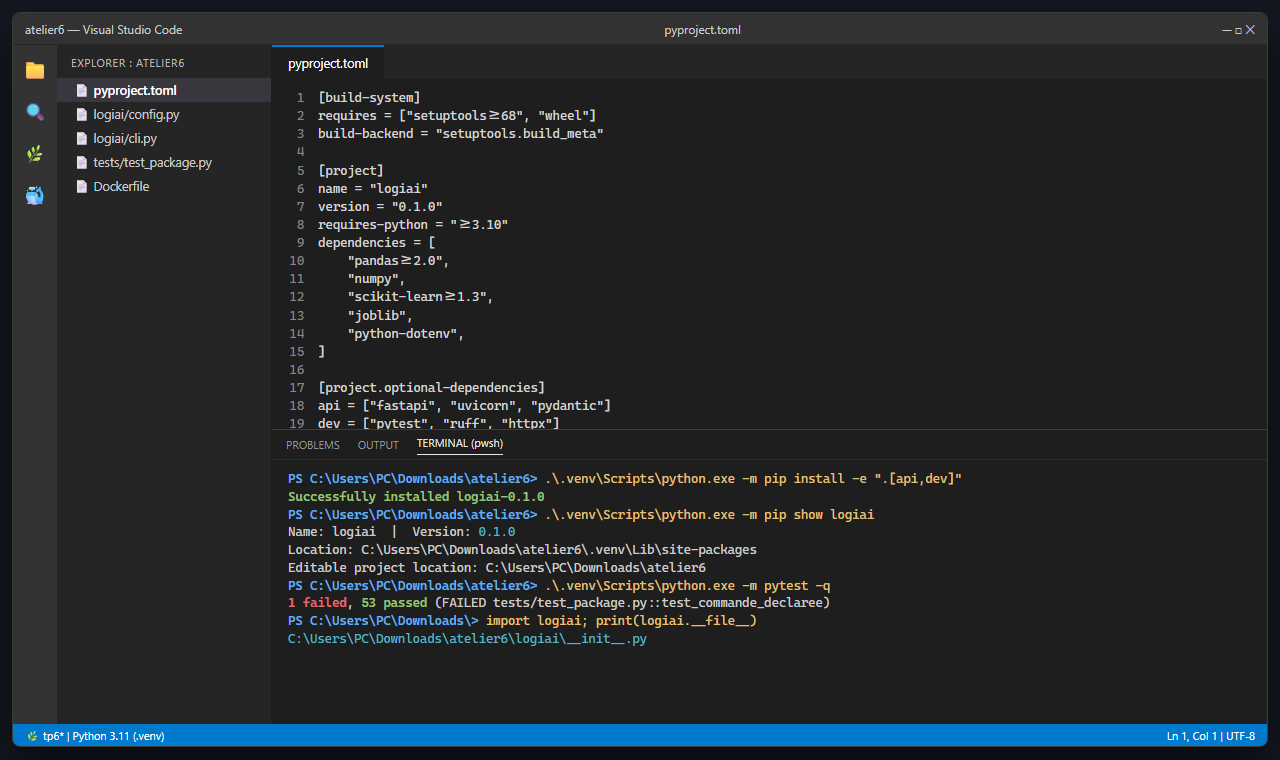 atelier6 — Visual Studio Code
pyproject.toml
EXPLORER : ATELIER6
pyproject.toml
logiai/config.py
logiai/cli.py
tests/test_package.py
Dockerfile
pyproject.toml
1 [build-system]
2 requires = ["setuptools≥68", "wheel"]
3 build-backend = "setuptools.build_meta"
4
5 [project]
6 name = "logiai"
7 version = "0.1.0"
8 requires-python = "≥3.10"
9 dependencies = [
10     "pandas≥2.0",
11     "numpy",
12     "scikit-learn≥1.3",
13     "joblib",
14     "python-dotenv",
15 ]
16
17 [project.optional-dependencies]
18 api = ["fastapi", "uvicorn", "pydantic"]
19 dev = ["pytest", "ruff", "httpx"]
PROBLEMS OUTPUT TERMINAL (pwsh)
PS C:\Users\PC\Downloads\atelier6> .\.venv\Scripts\python.exe -m pip install -e ".[api,dev]"
Successfully installed logiai-0.1.0
PS C:\Users\PC\Downloads\atelier6> .\.venv\Scripts\python.exe -m pip show logiai
Name: logiai  |  Version: 0.1.0
Location: C:\Users\PC\Downloads\atelier6\.venv\Lib\site-packages
Editable project location: C:\Users\PC\Downloads\atelier6
PS C:\Users\PC\Downloads\atelier6> .\.venv\Scripts\python.exe -m pytest -q
1 failed, 53 passed (FAILED tests/test_package.py::test_commande_declaree)
PS C:\Users\PC\Downloads\> import logiai; print(logiai.__file__)
C:\Users\PC\Downloads\atelier6\logiai\__init__.py
tp6* | Python 3.11 (.venv)
Ln 1, Col 1 | UTF-8